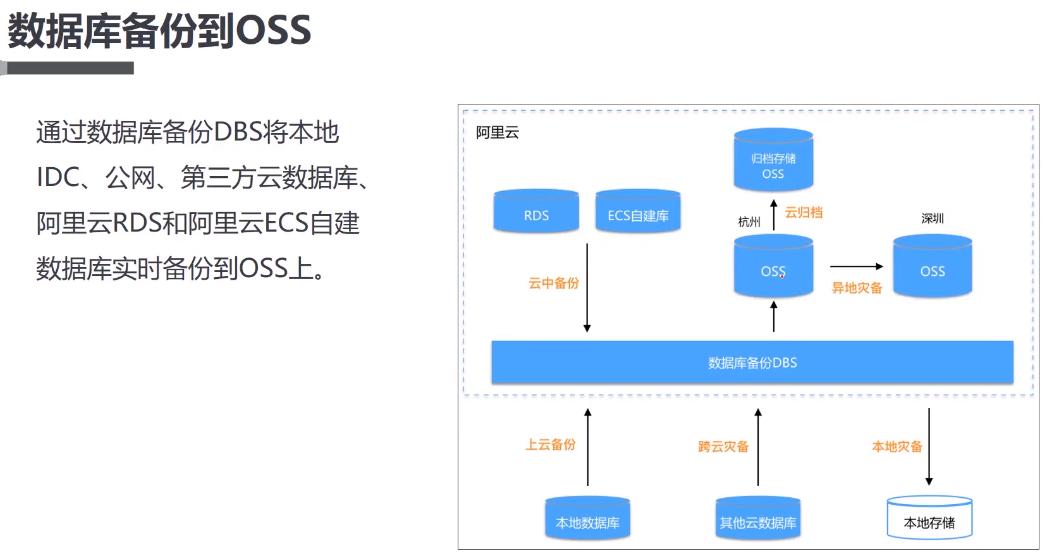 数据库备份到OSS
通过数据库备份DBS将本地
IDC、公网、第三方云数据库、
阿里云RDS和阿里云ECS自建
数据库实时备份到OSS上。
阿里云
归档存储
OSS
RDS
ECS自建库
云归档
杭州
深圳
OSS
OSS
云中备份
异地灾备
数据库备份DBS
上云备份
跨云灾备
本地灾备
本地数据库
其他云数据库
本地存储